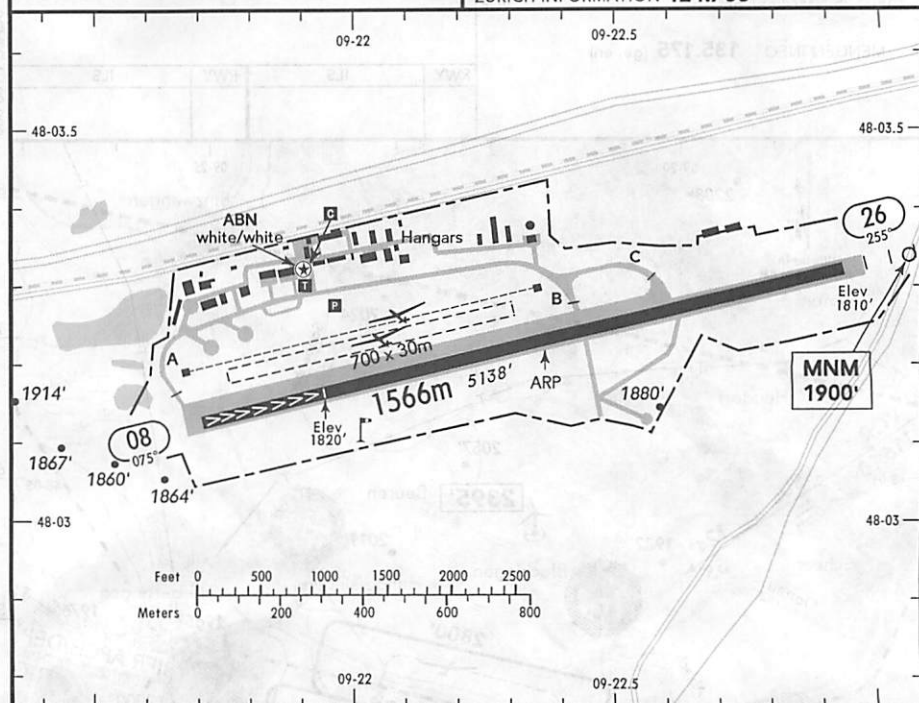 ZURICH INFORMATION
09-22
09-22.5
48-03.5
48-03.5
ABN
white/white
C
Hangars
T
P
26
255°
C
B
A
Elev
1810'
700 x 30m
1566m 5138'
ARP
MNM
1900'
1880'
Elev
1820'
08
075°
1914'
1867'
1860'
1864'
48-03
48-03
Feet 0 500 1000 1500 2000 2500
Meters 0 200 400 600 800
09-22
09-22.5